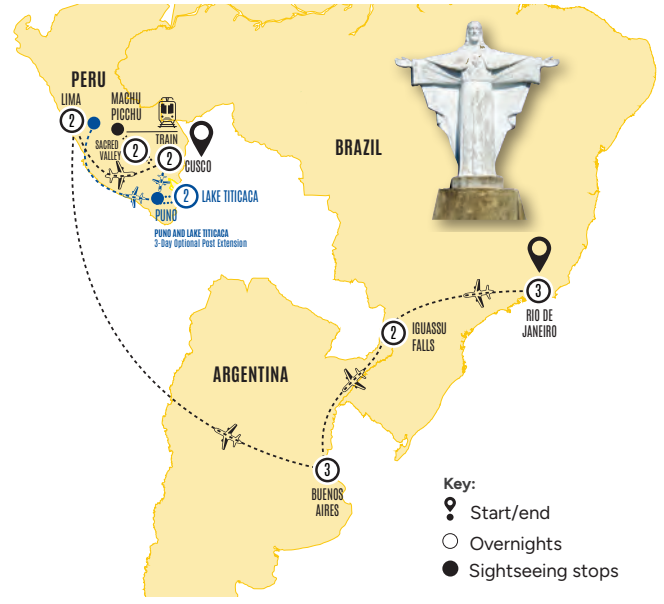 PERU
LIMA
2
MACHU
PICCHU
TRAIN
SACRED
VALLEY
2
2
CUSCO
2
LAKE TITICACA
PUNO
PUNO AND LAKE TITICACA
3-Day Optional Post Extension
BRAZIL
3
RIO DE
JANEIRO
2
IGUASSU
FALLS
ARGENTINA
3
BUENOS
AIRES
Key:
Start/end
Overnights
Sightseeing stops